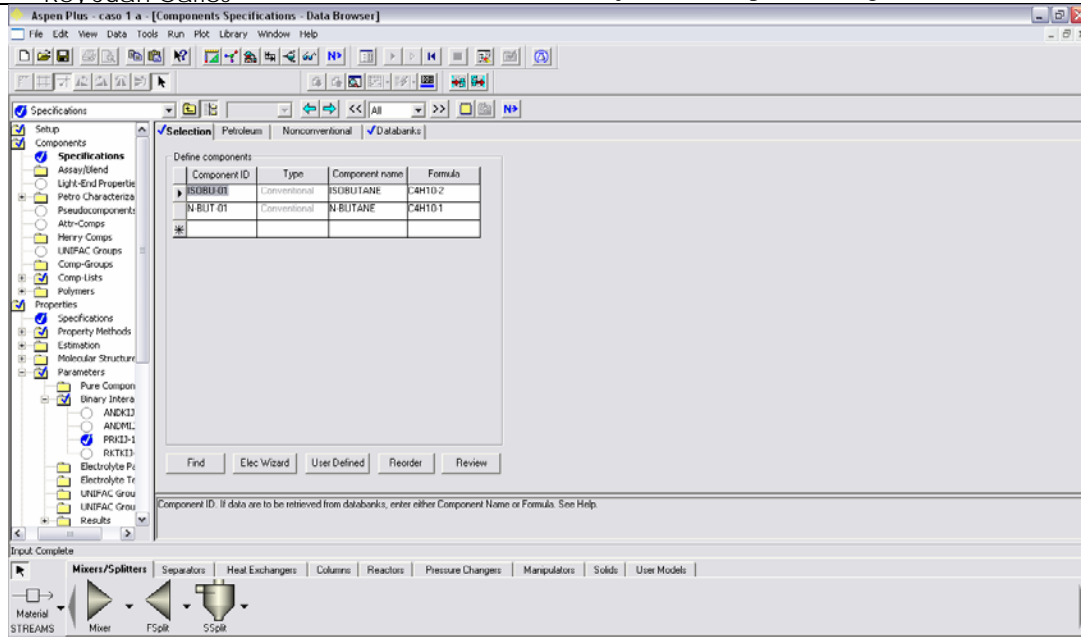 Aspen Plus - caso 1 a - [Components Specifications - Data Browser]
File Edit View Data Tools Run Plot Library Window Help
N>
Specifications
<< All >> N>
Setup
Components
Specifications
Assay/Blend
Light-End Propertie
Petro Characteriza
Pseudocomponents
Attr-Comps
Henry Comps
UNIFAC Groups
Comp-Groups
Comp-Lists
Polymers
Properties
Specifications
Property Methods
Estimation
Molecular Structure
Parameters
Pure Compon
Binary Intera
ANDKIJ
ANDMIJ
PRKIJ-1
RKTKIJ-
Electrolyte Pa
Electrolyte Te
UNIFAC Grou
UNIFAC Grou
Results
Selection Petroleum Nonconventional Databanks
Define components
Component ID Type Component name Formula
ISOBU-01 Conventional ISOBUTANE C4H10-2
N-BUT-01 Conventional N-BUTANE C4H10-1
Find Elec Wizard User Defined Reorder Review
Component ID. If data are to be retrieved from databanks, enter either Component Name or Formula. See Help.
Input Complete
Mixers/Splitters Separators Heat Exchangers Columns Reactors Pressure Changers Manipulators Solids User Models
Material
STREAMS Mixer FSplit SSplit